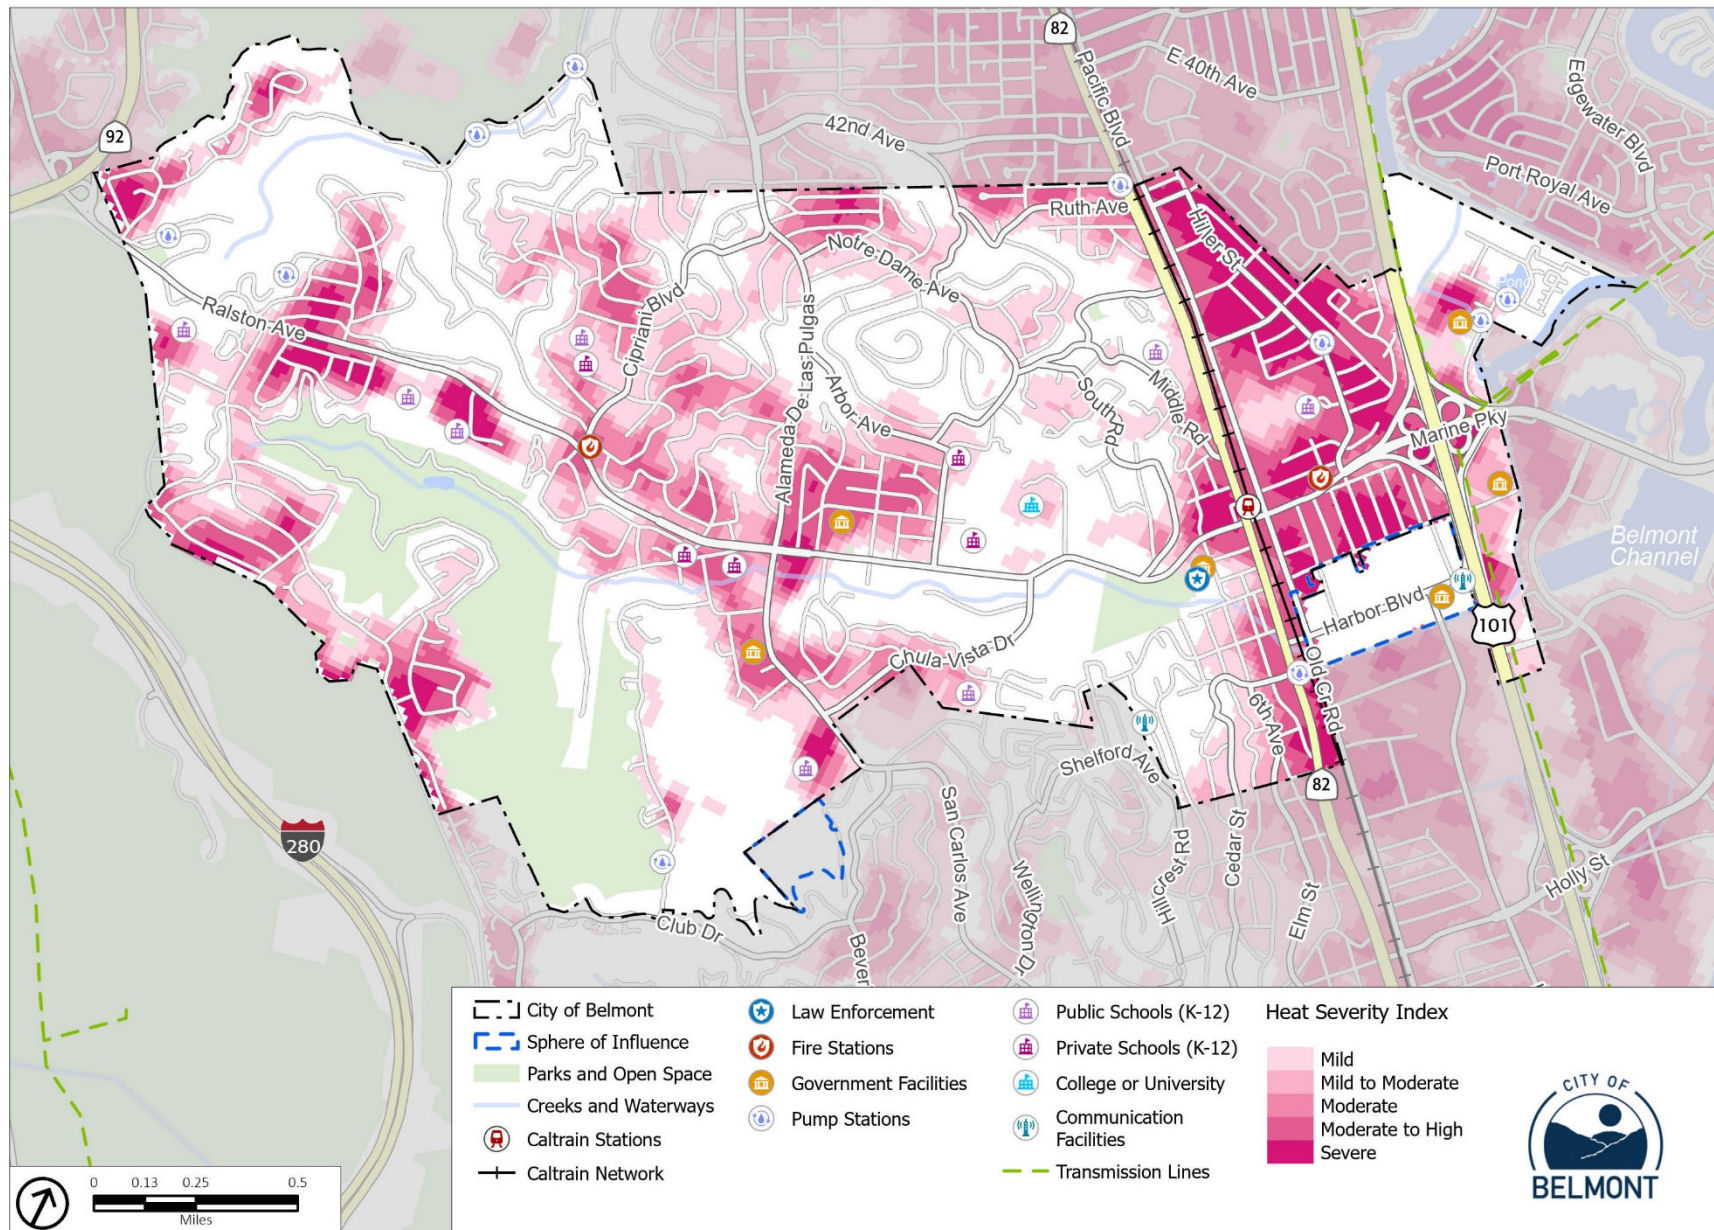 82
E 40th Ave
Pacific Blvd
Edgewater Blvd
92
42nd Ave
Port Royal Ave
Ruth Ave
Hiller St
Notre Dame Ave
Pond
Ralston Ave
Cipriani Blvd
Alameda De Las Pulgas
Arbor Ave
South Rd
Middle Rd
Marine Pky
Belmont
Channel
Harbor Blvd
101
Chula Vista Dr
Old Cr Rd
6th Ave
Shelford Ave
82
280
San Carlos Ave
Wellington Dr
Hillcrest Rd
Cedar St
Elm St
Holly St
Club Dr
Bever
City of Belmont
Sphere of Influence
Parks and Open Space
Creeks and Waterways
Caltrain Stations
Caltrain Network
Law Enforcement
Fire Stations
Government Facilities
Pump Stations
Public Schools (K-12)
Private Schools (K-12)
College or University
Communication
Facilities
Transmission Lines
Heat Severity Index
Mild
Mild to Moderate
Moderate
Moderate to High
Severe
CITY OF
BELMONT
0 0.13 0.25 0.5
Miles